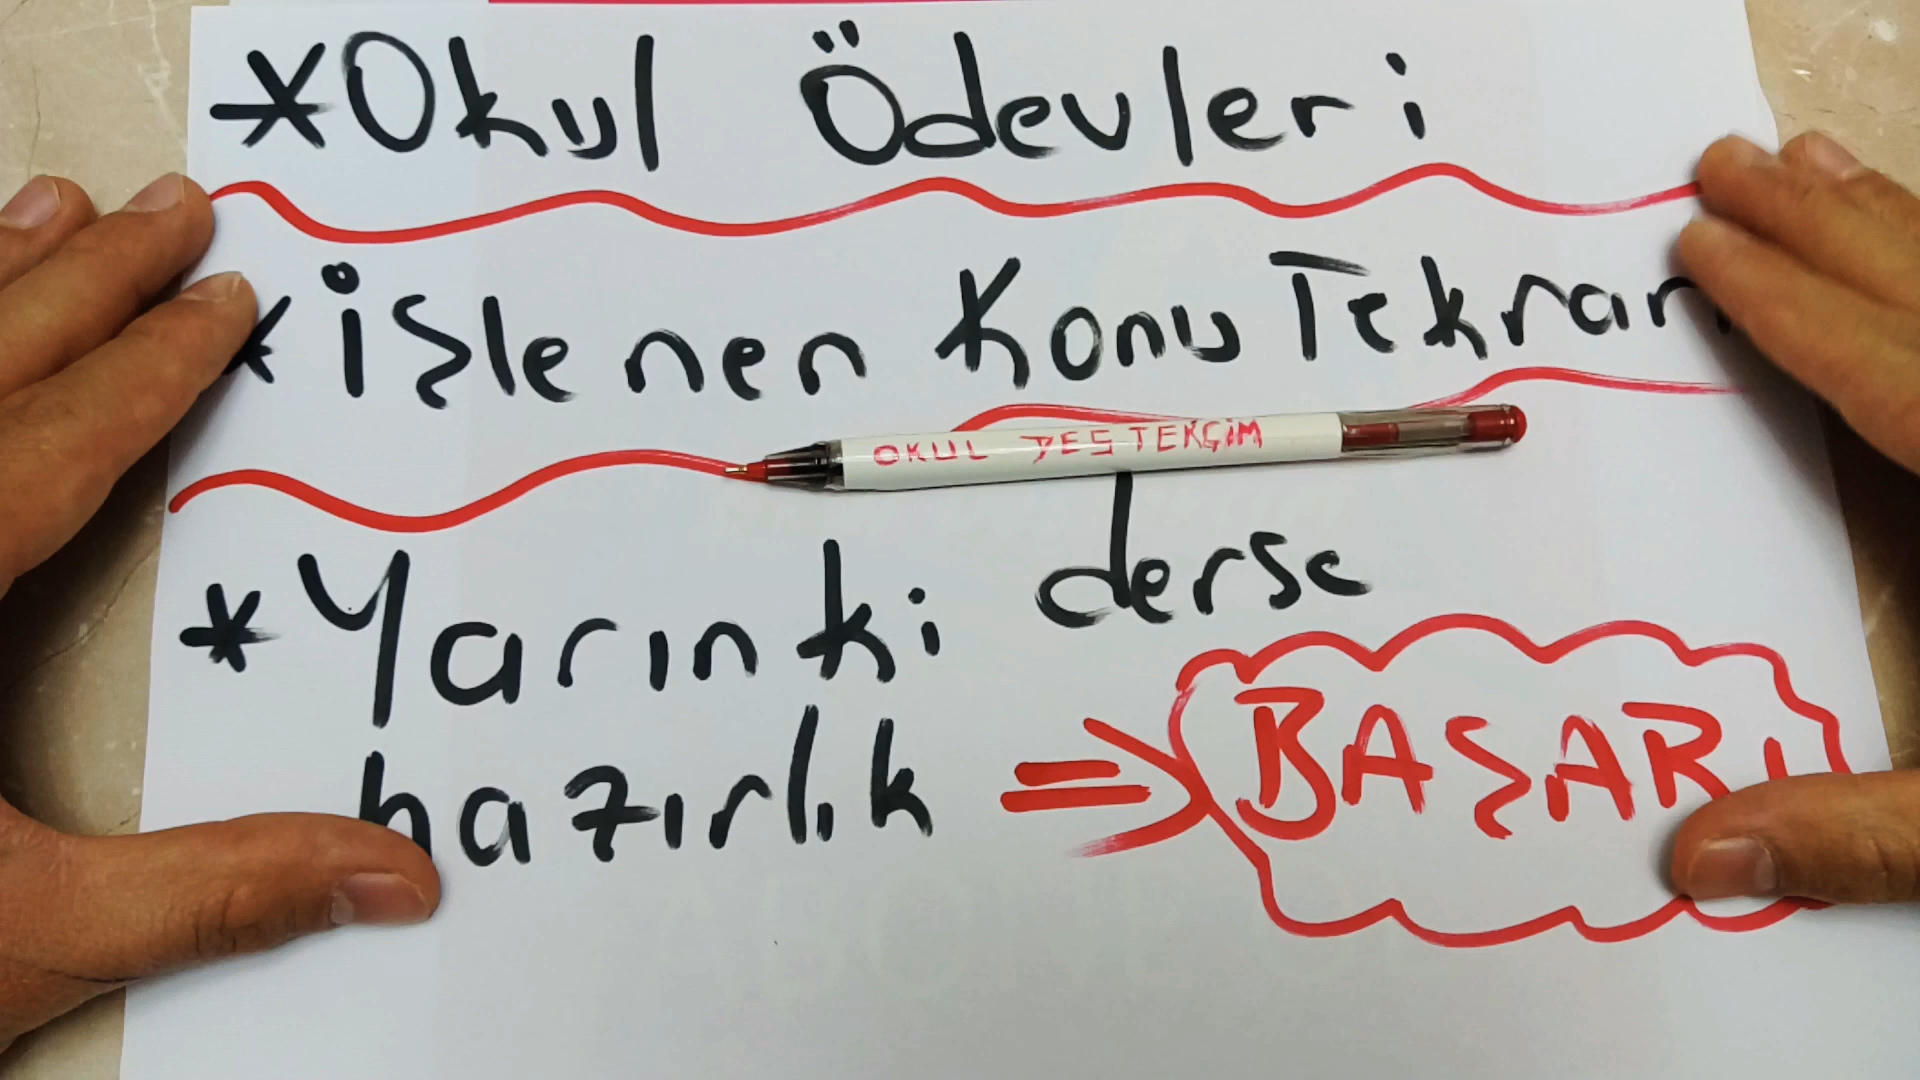 *Okul Ödevleri
*İşlenen Konu Tekrarı
OKUL DESTEKÇİM
*Yarınki derse
hazırlık ⇒ BAŞARI